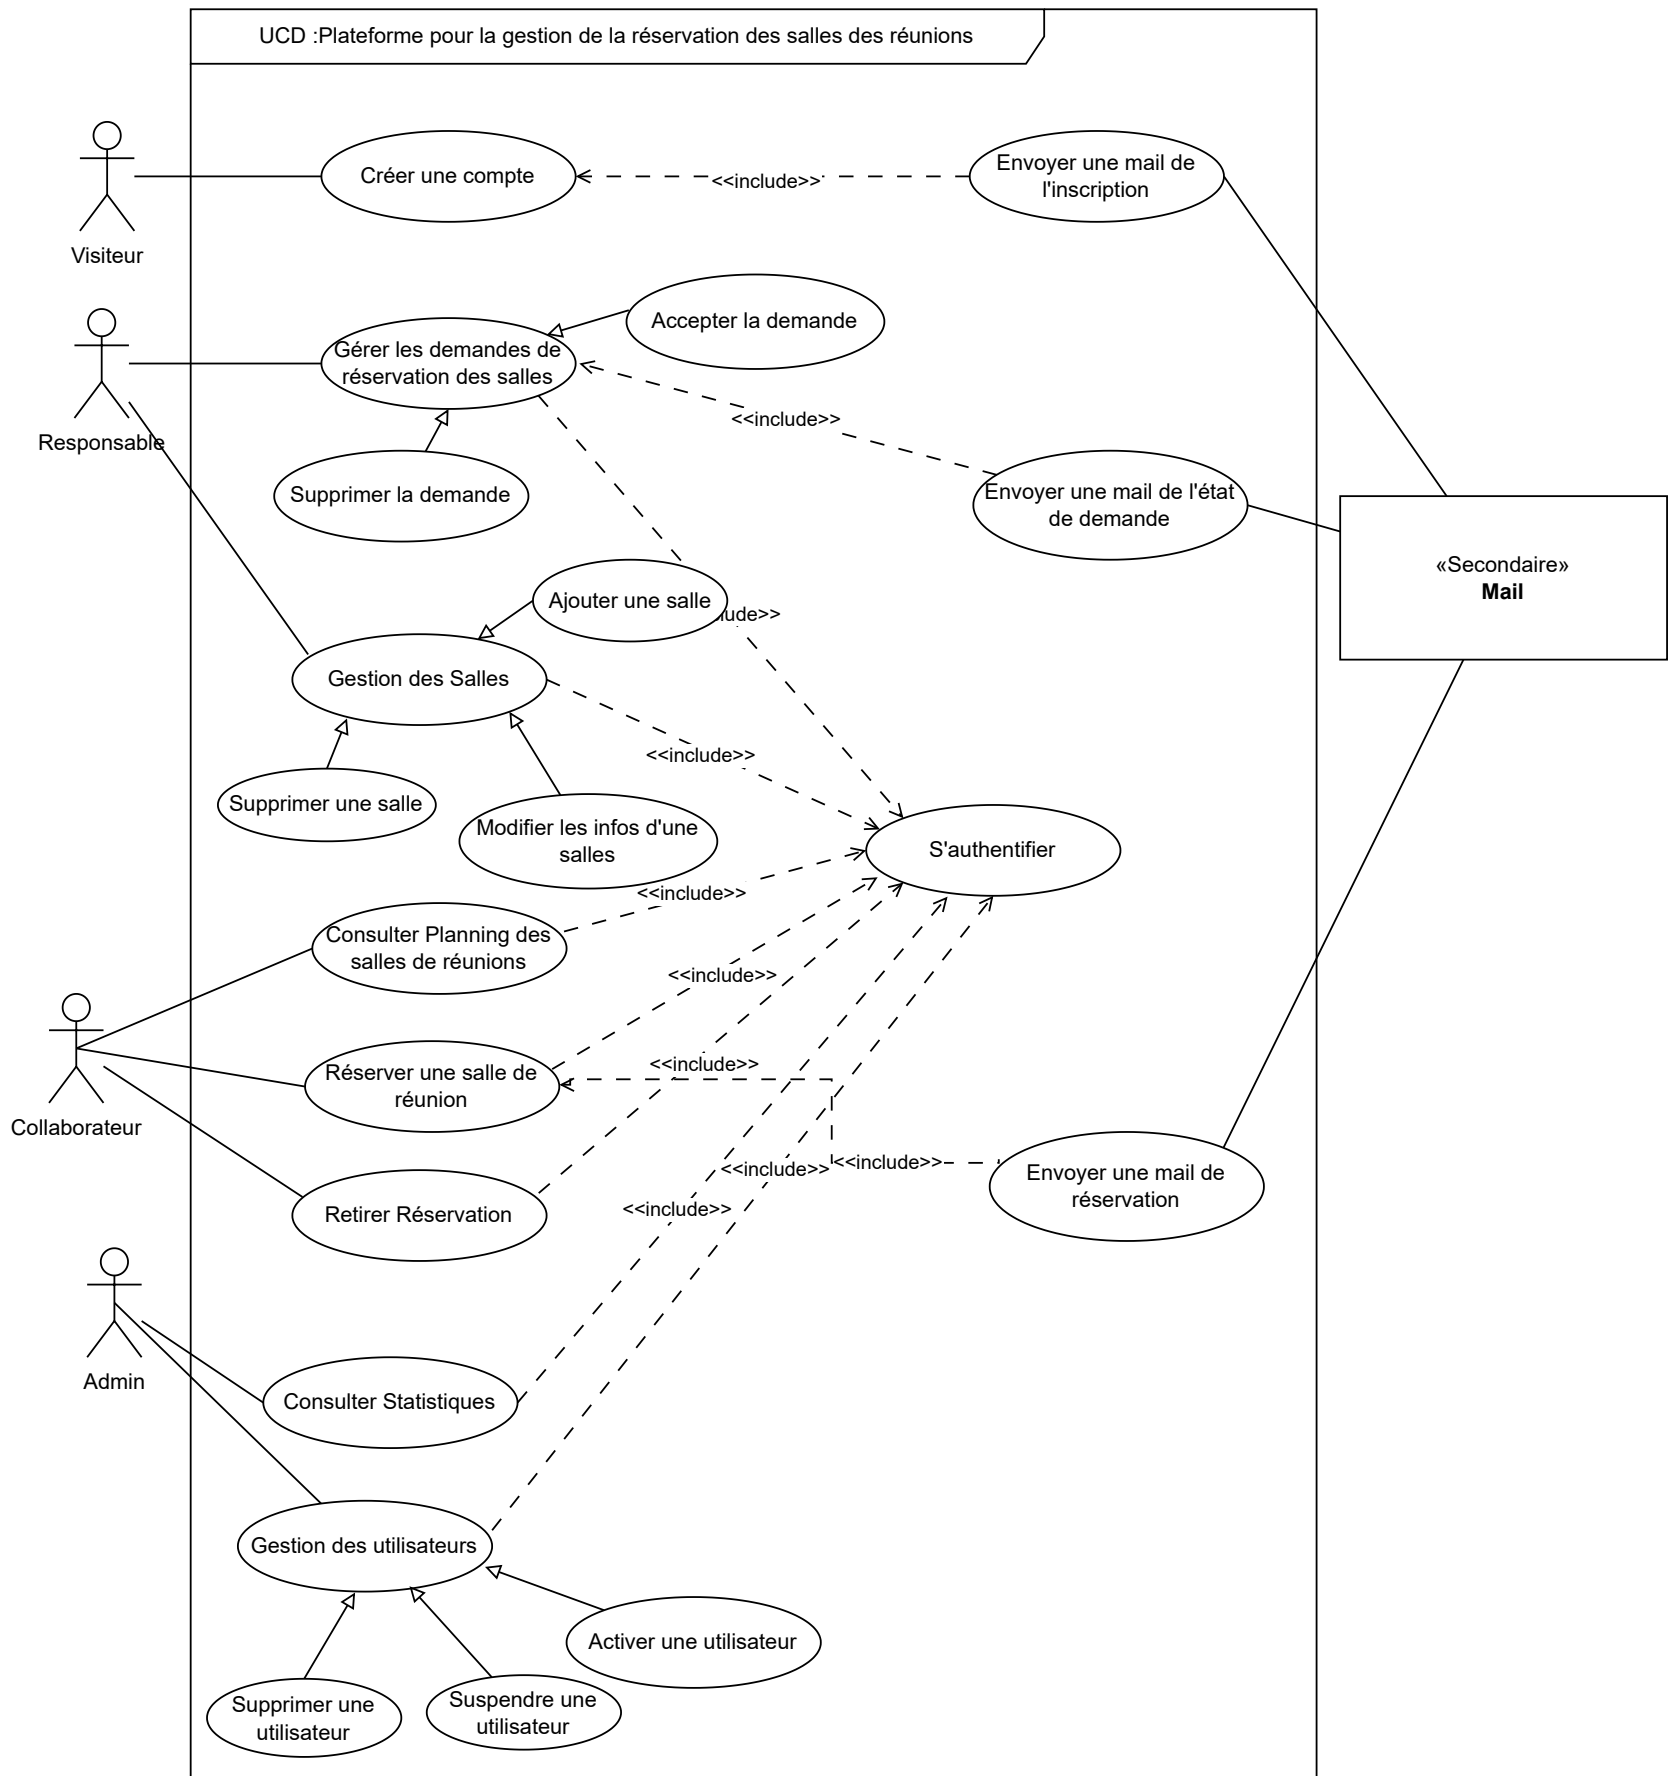 UCD :Plateforme pour la gestion de la réservation des salles des réunions
Créer une compte
<<include>>
Envoyer une mail de
l'inscription
Visiteur
Accepter la demande
Gérer les demandes de
réservation des salles
<<include>>
Responsable
Supprimer la demande
Envoyer une mail de l'état
de demande
«Secondaire»
Mail
Ajouter une salle
lude>>
Gestion des Salles
<<include>>
Supprimer une salle
Modifier les infos d'une
salles
S'authentifier
<<include>>
Consulter Planning des
salles de réunions
<<include>>
Réserver une salle de
réunion
<<include>>
Collaborateur
<<include>>
<<include>>
Envoyer une mail de
réservation
Retirer Réservation
<<include>>
Admin
Consulter Statistiques
Gestion des utilisateurs
Activer une utilisateur
Supprimer une
utilisateur
Suspendre une
utilisateur